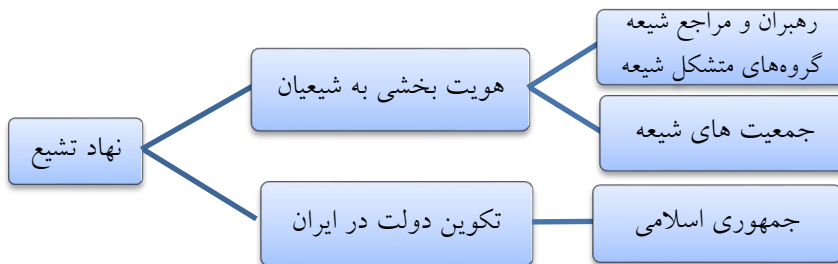 رهبران و مراجع شیعه
گروه‌های متشکل شیعه
هویت بخشی به شیعیان
جمعیت های شیعه
نهاد تشیع
جمهوری اسلامی
تکوین دولت در ایران